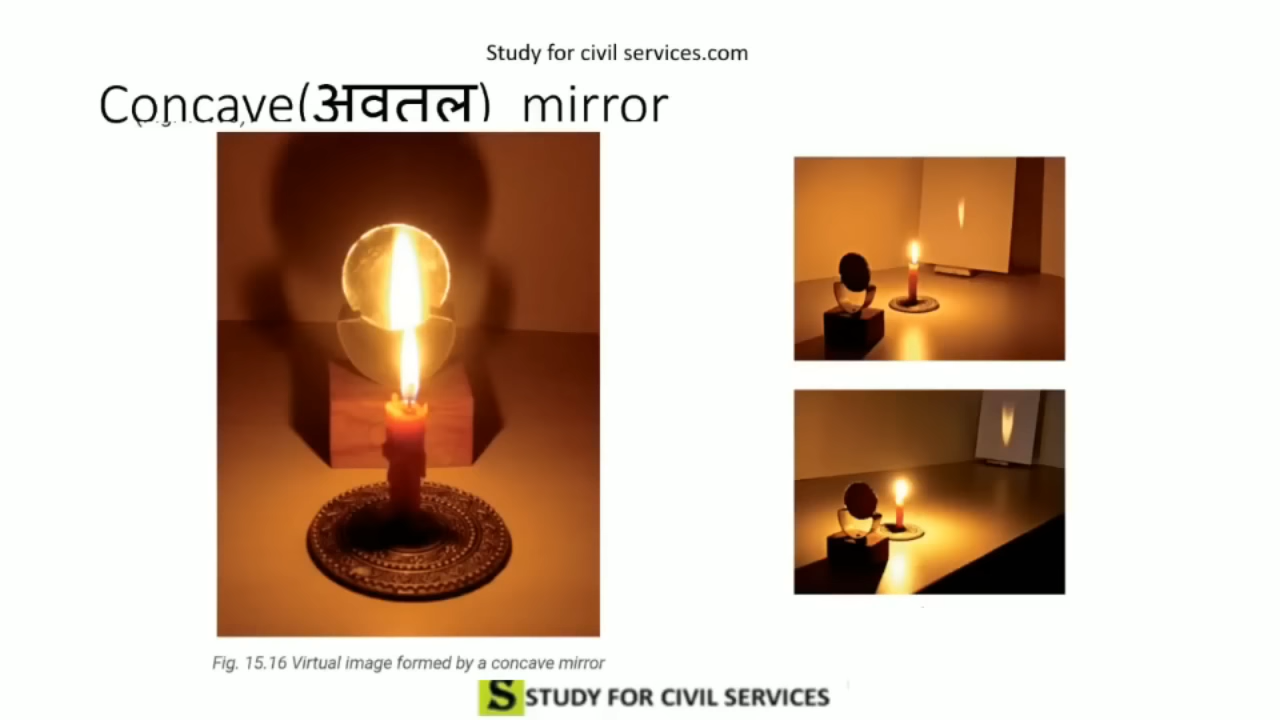 Study for civil services.com
Concave(अवतल) mirror
Fig. 15.16 Virtual image formed by a concave mirror
S STUDY FOR CIVIL SERVICES